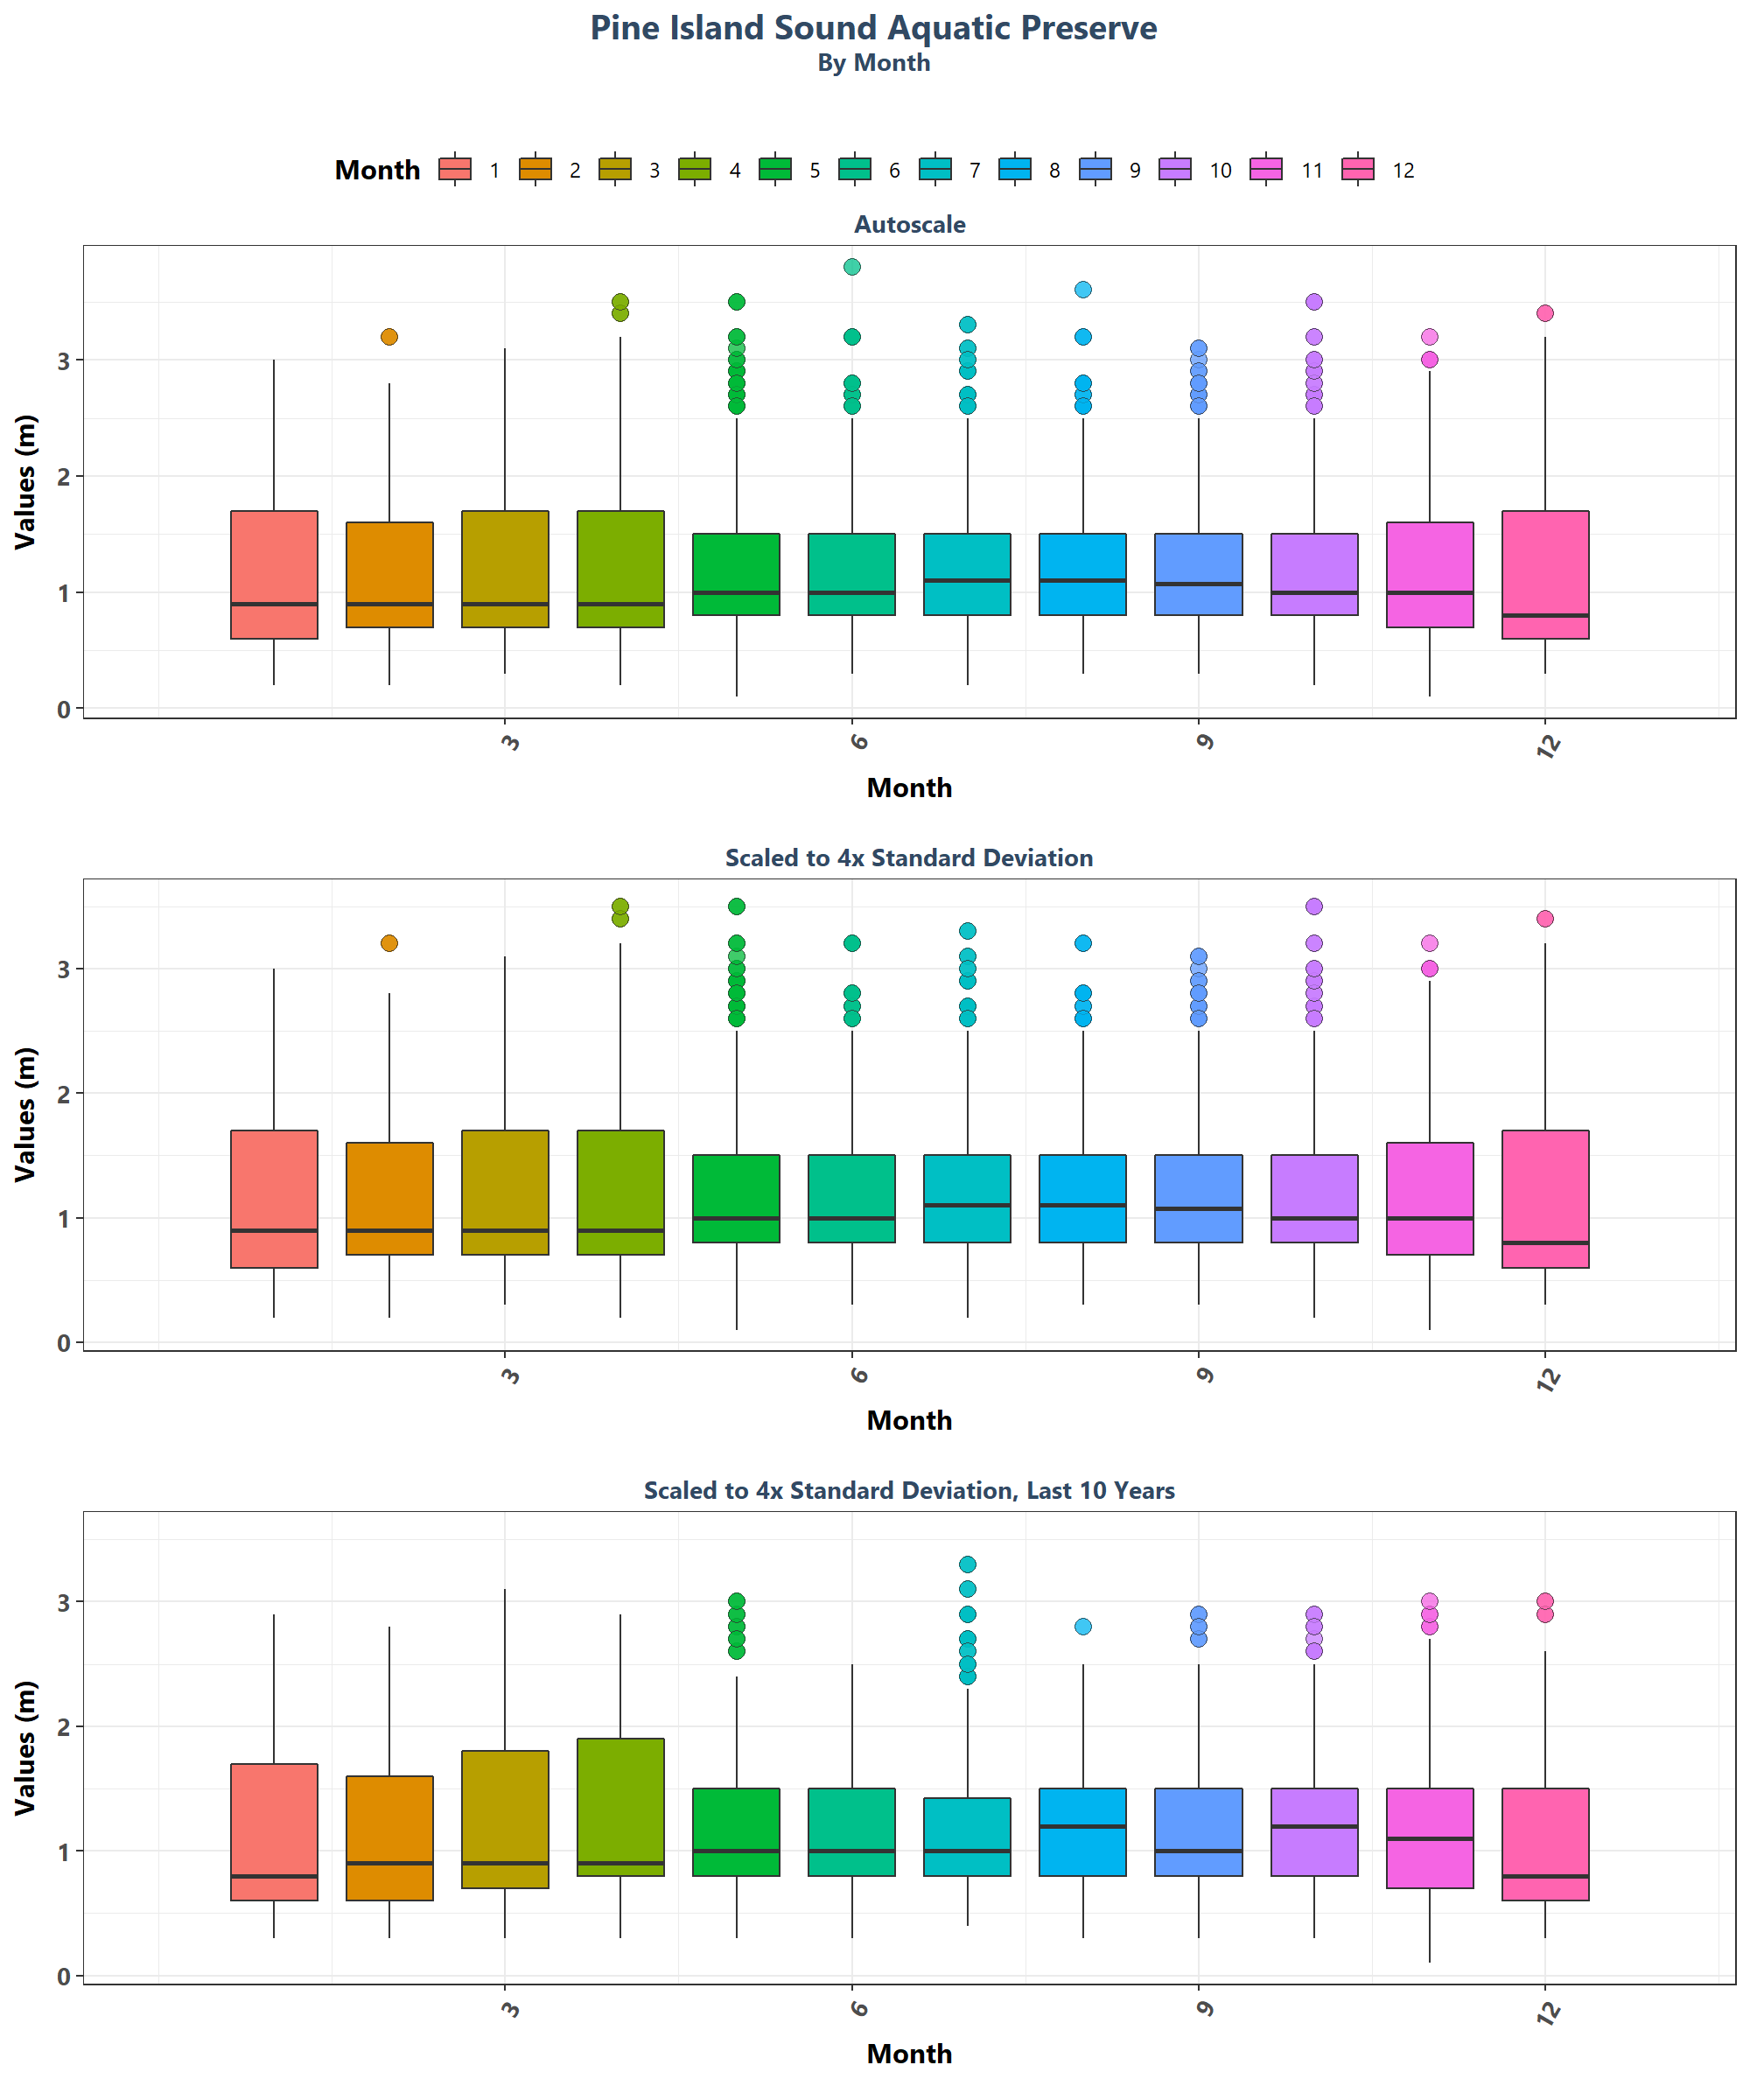 Pine Island Sound Aquatic Preserve
By Month
Month 1 2 3 4 5 6 7 8 9 10 11 12
Autoscale
Values (m)
3
2
1
0
3 6 9 12
Month
Scaled to 4x Standard Deviation
Values (m)
3
2
1
0
3 6 9 12
Month
Scaled to 4x Standard Deviation, Last 10 Years
Values (m)
3
2
1
0
3 6 9 12
Month